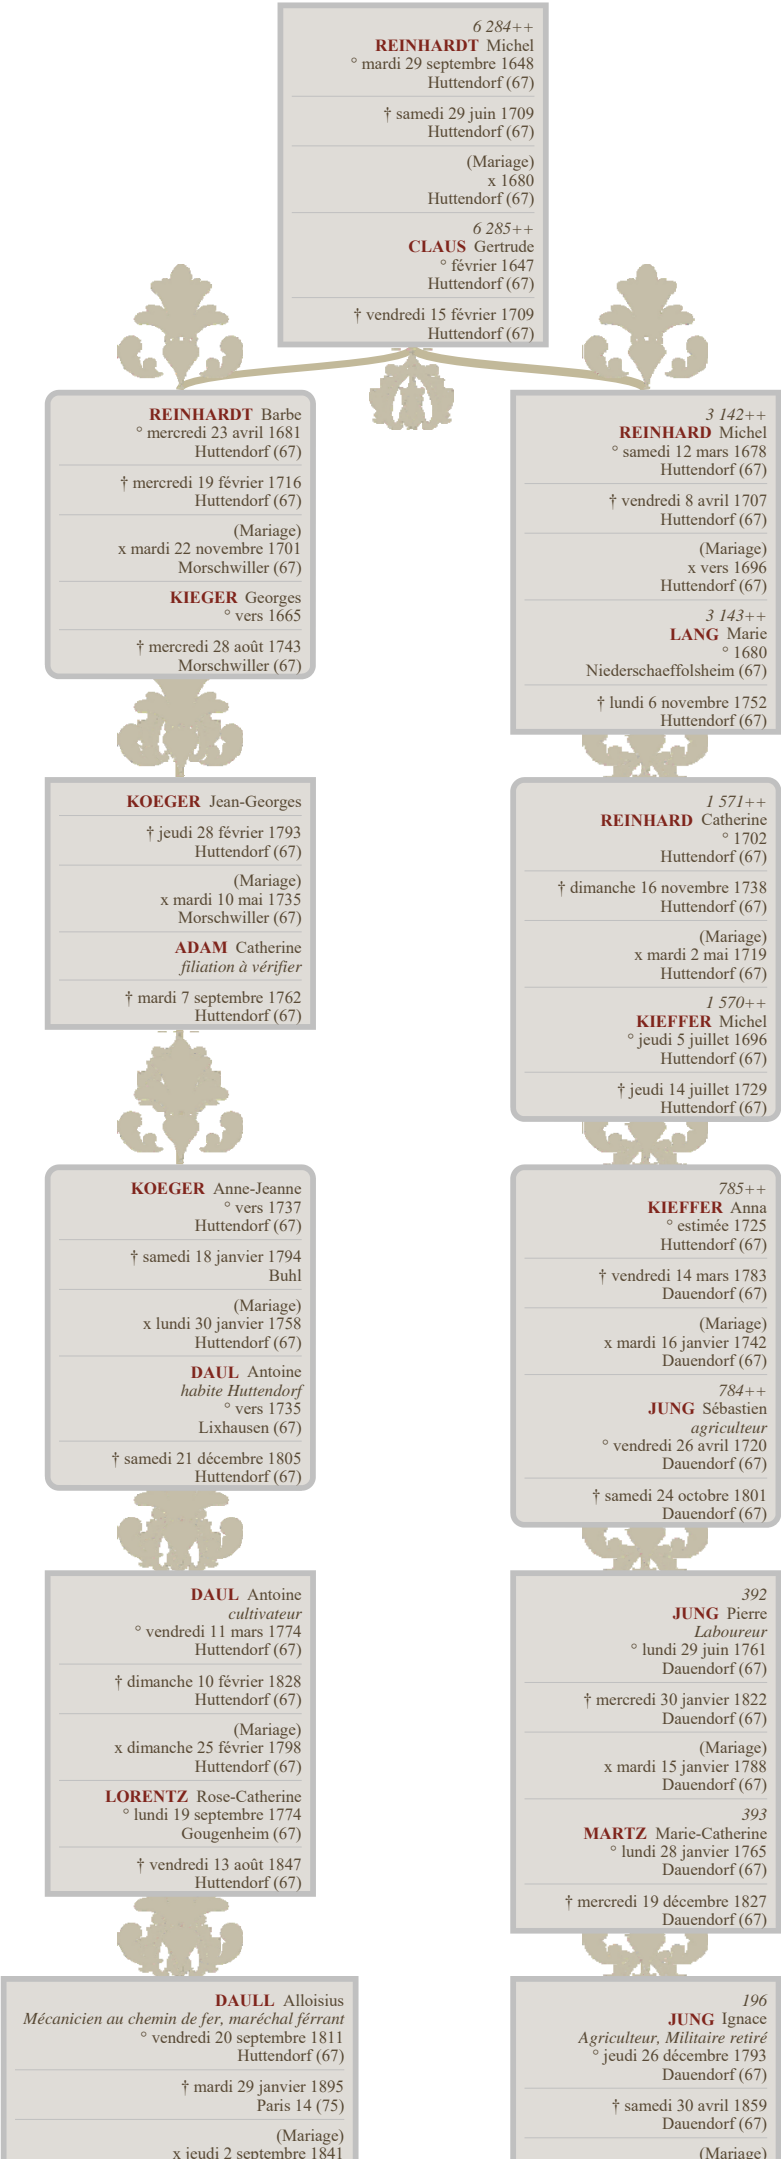 6 284++
REINHARDT Michel
° mardi 29 septembre 1648
Huttendorf (67)
† samedi 29 juin 1709
Huttendorf (67)
(Mariage)
x 1680
Huttendorf (67)
6 285++
CLAUS Gertrude
° février 1647
Huttendorf (67)
† vendredi 15 février 1709
Huttendorf (67)
REINHARDT Barbe
° mercredi 23 avril 1681
Huttendorf (67)
† mercredi 19 février 1716
Huttendorf (67)
(Mariage)
x mardi 22 novembre 1701
Morschwiller (67)
KIEGER Georges
° vers 1665
† mercredi 28 août 1743
Morschwiller (67)
KOEGER Jean-Georges
† jeudi 28 février 1793
Huttendorf (67)
(Mariage)
x mardi 10 mai 1735
Morschwiller (67)
ADAM Catherine
filiation à vérifier
† mardi 7 septembre 1762
Huttendorf (67)
KOEGER Anne-Jeanne
° vers 1737
Huttendorf (67)
† samedi 18 janvier 1794
Buhl
(Mariage)
x lundi 30 janvier 1758
Huttendorf (67)
DAUL Antoine
habite Huttendorf
° vers 1735
Lixhausen (67)
† samedi 21 décembre 1805
Huttendorf (67)
DAUL Antoine
cultivateur
° vendredi 11 mars 1774
Huttendorf (67)
† dimanche 10 février 1828
Huttendorf (67)
(Mariage)
x dimanche 25 février 1798
Huttendorf (67)
LORENTZ Rose-Catherine
° lundi 19 septembre 1774
Gougenheim (67)
† vendredi 13 août 1847
Huttendorf (67)
DAULL Alloisius
Mécanicien au chemin de fer, maréchal férrant
° vendredi 20 septembre 1811
Huttendorf (67)
† mardi 29 janvier 1895
Paris 14 (75)
(Mariage)
x jeudi 2 septembre 1841
3 142++
REINHARD Michel
° samedi 12 mars 1678
Huttendorf (67)
† vendredi 8 avril 1707
Huttendorf (67)
(Mariage)
x vers 1696
Huttendorf (67)
3 143++
LANG Marie
° 1680
Niederschaeffolsheim (67)
† lundi 6 novembre 1752
Huttendorf (67)
1 571++
REINHARD Catherine
° 1702
Huttendorf (67)
† dimanche 16 novembre 1738
Huttendorf (67)
(Mariage)
x mardi 2 mai 1719
Huttendorf (67)
1 570++
KIEFFER Michel
° jeudi 5 juillet 1696
Huttendorf (67)
† jeudi 14 juillet 1729
Huttendorf (67)
785++
KIEFFER Anna
° estimée 1725
Huttendorf (67)
† vendredi 14 mars 1783
Dauendorf (67)
(Mariage)
x mardi 16 janvier 1742
Dauendorf (67)
784++
JUNG Sébastien
agriculteur
° vendredi 26 avril 1720
Dauendorf (67)
† samedi 24 octobre 1801
Dauendorf (67)
392
JUNG Pierre
Laboureur
° lundi 29 juin 1761
Dauendorf (67)
† mercredi 30 janvier 1822
Dauendorf (67)
(Mariage)
x mardi 15 janvier 1788
Dauendorf (67)
393
MARTZ Marie-Catherine
° lundi 28 janvier 1765
Dauendorf (67)
† mercredi 19 décembre 1827
Dauendorf (67)
196
JUNG Ignace
Agriculteur, Militaire retiré
° jeudi 26 décembre 1793
Dauendorf (67)
† samedi 30 avril 1859
Dauendorf (67)
(Mariage)